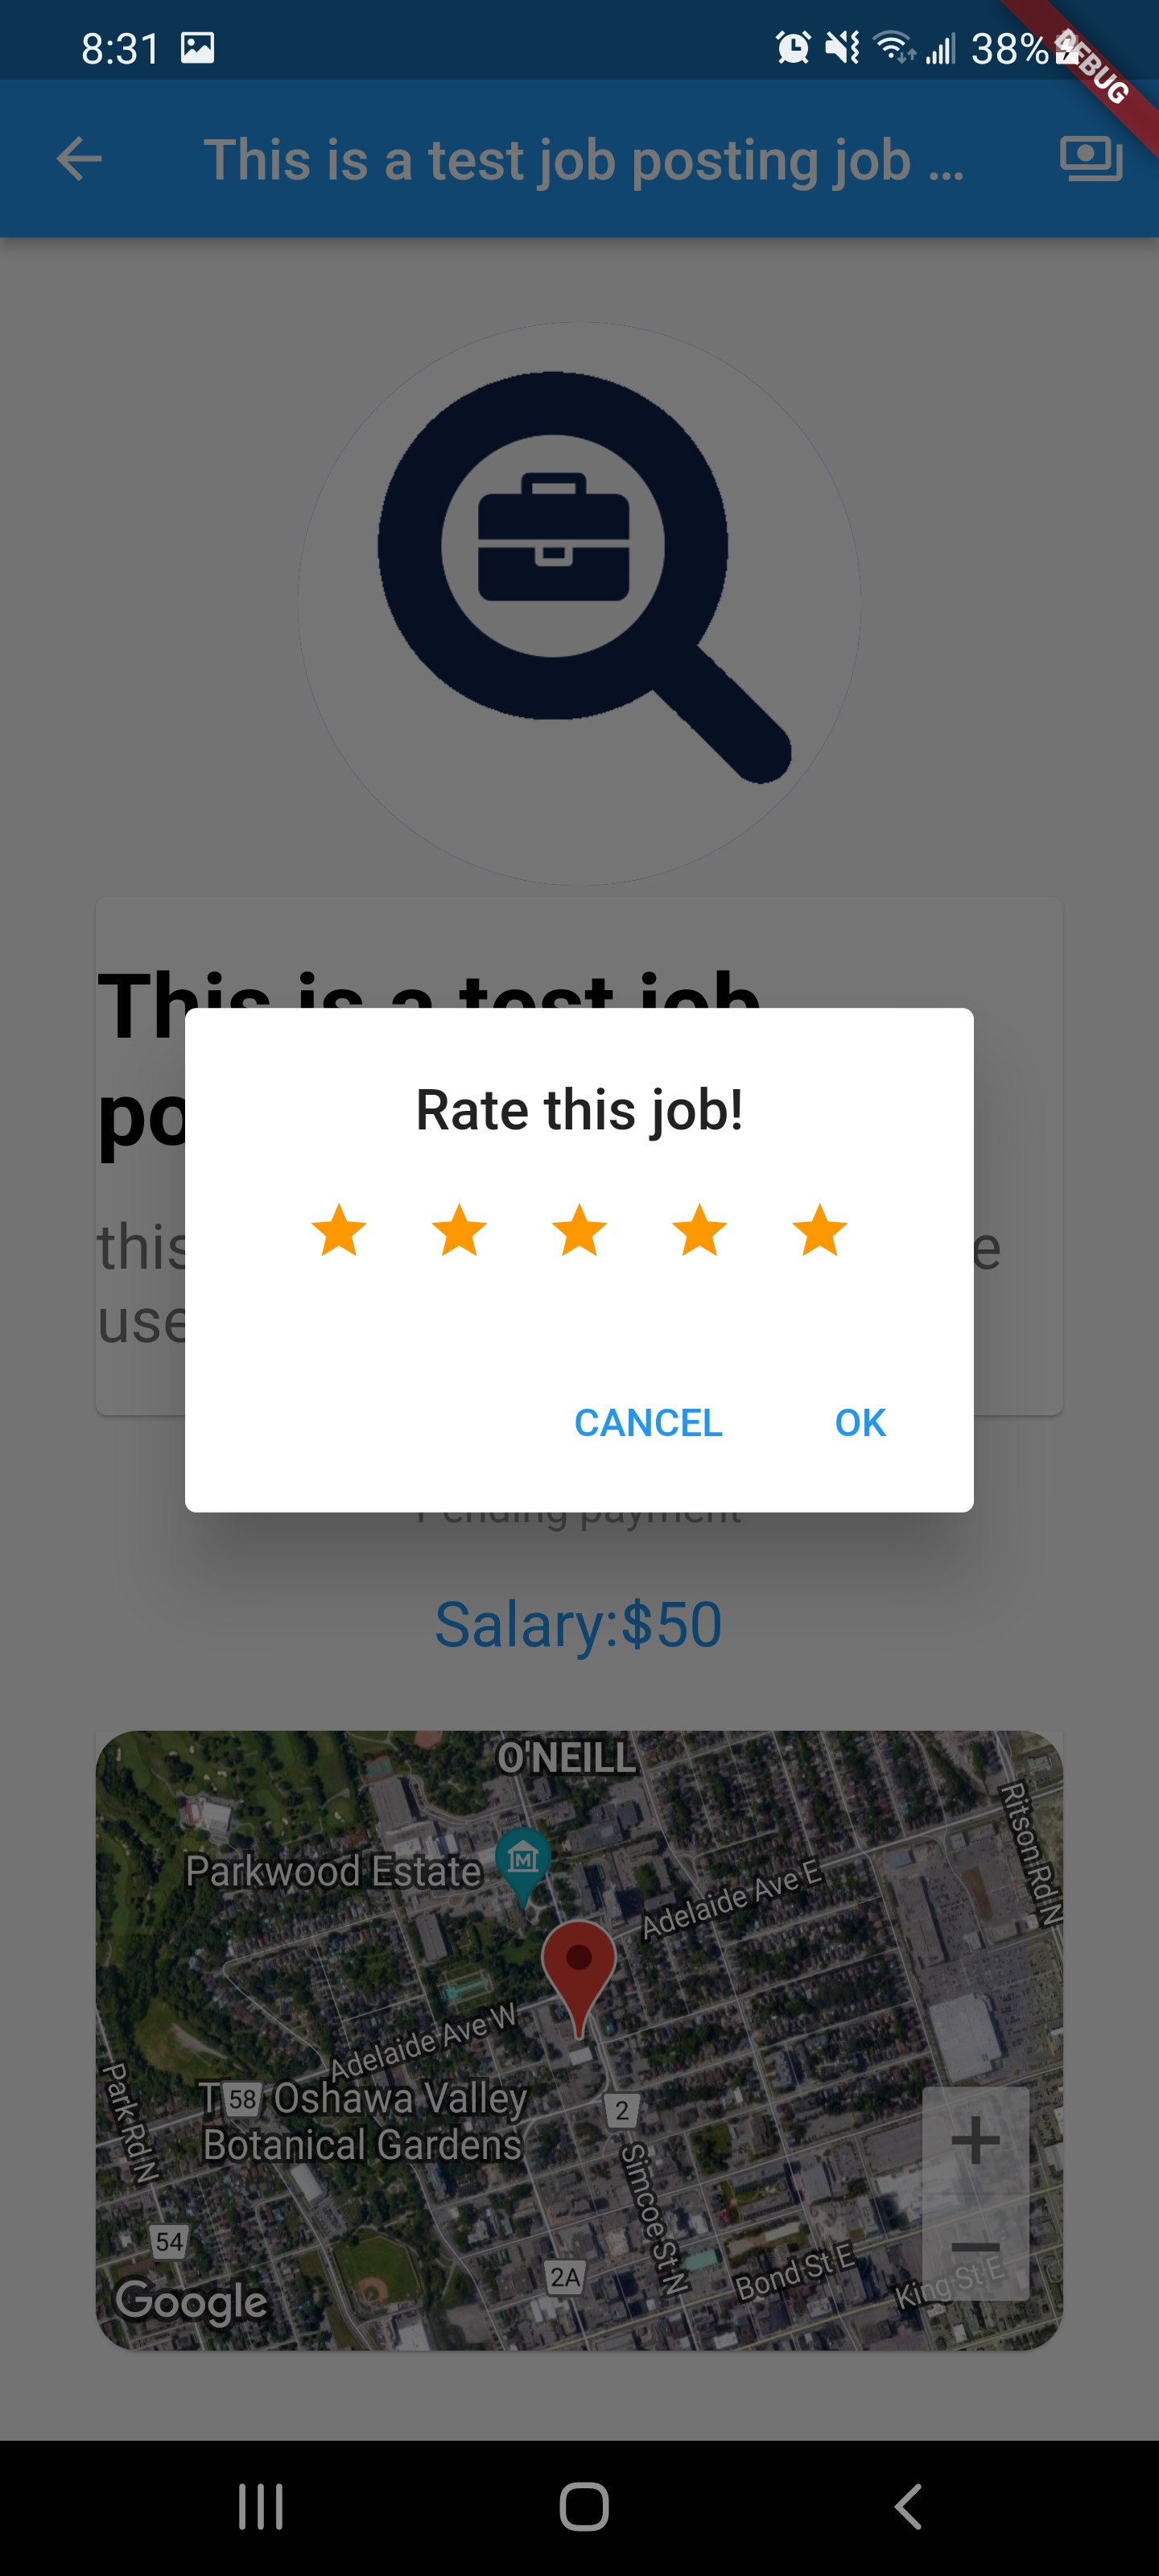 8:31 38%
DEBUG
This is a test job posting job ...
This is a test job
po
Rate this job!
this e
use
CANCEL OK
Pending payment
Salary:$50
O'NEILL
Parkwood Estate
Ritson Rd N
Adelaide Ave E
Adelaide Ave W
Park Rd N
T 58 Oshawa Valley
Botanical Gardens
2
Simcoe St N
54
2A
Bond St E
King St E
Google